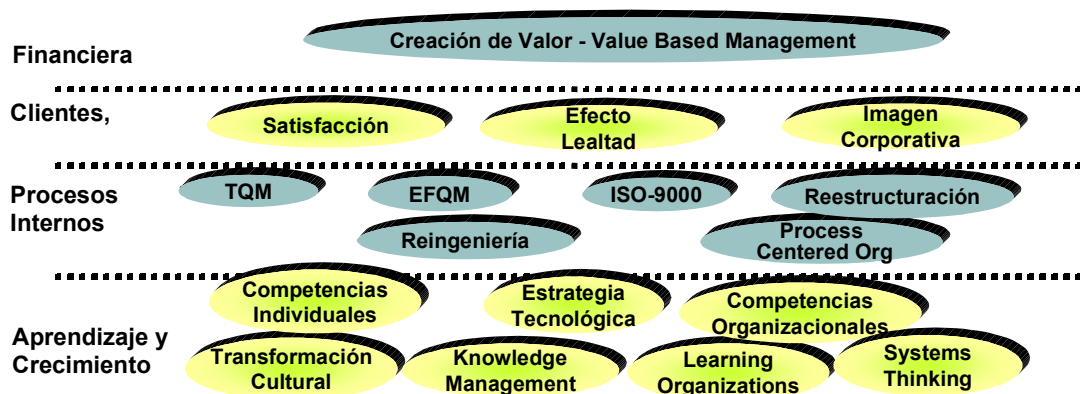 Financiera
Creación de Valor - Value Based Management
Clientes,
Satisfacción
Efecto
Lealtad
Imagen
Corporativa
Procesos
Internos
TQM
EFQM
ISO-9000
Reestructuración
Reingeniería
Process
Centered Org
Aprendizaje y
Crecimiento
Competencias
Individuales
Estrategia
Tecnológica
Competencias
Organizacionales
Transformación
Cultural
Knowledge
Management
Learning
Organizations
Systems
Thinking